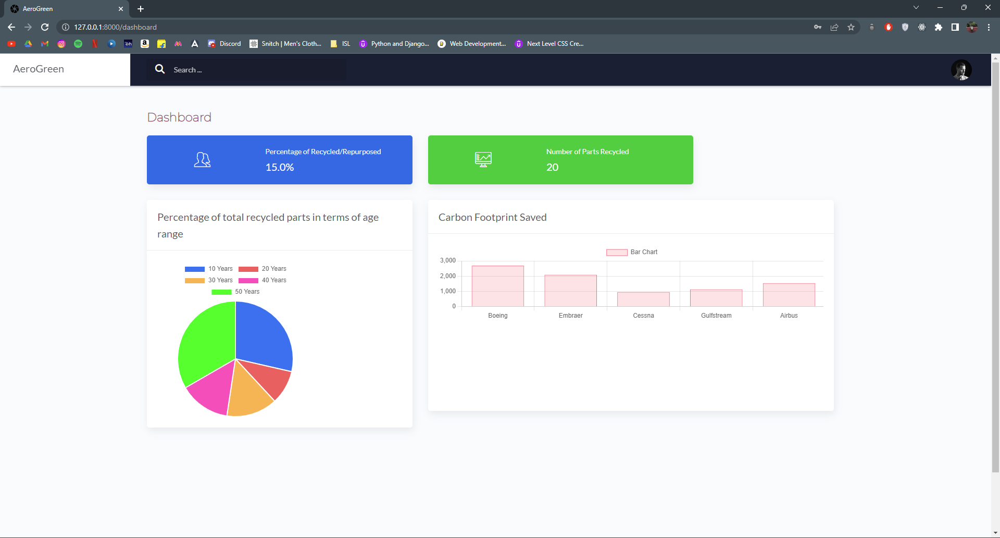 AeroGreen
127.0.0.1:8000/dashboard
Discord
Snitch | Men's Cloth...
ISL
Python and Django...
Web Development...
Next Level CSS Cre...
AeroGreen
Search ...
Dashboard
Percentage of Recycled/Repurposed
15.0%
Number of Parts Recycled
20
Percentage of total recycled parts in terms of age
range
10 Years
20 Years
30 Years
40 Years
50 Years
Carbon Footprint Saved
Bar Chart
3,000
2,000
1,000
0
Boeing
Embraer
Cessna
Gulfstream
Airbus